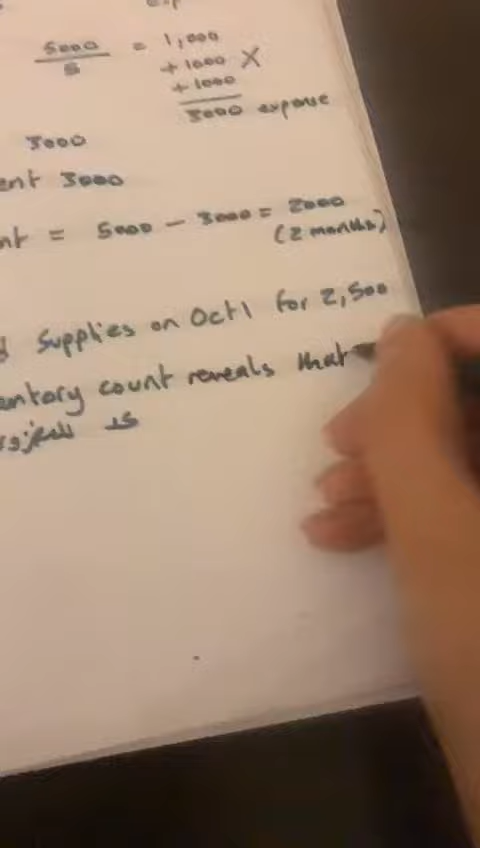 5000 = 1,000
5
+1000 X
+1000
3000 expense
3000
ent 3000
nt = 5000 - 3000 = 2000
(2 months)
d supplies on Oct 1 for 2,500
entory count reveals that
is